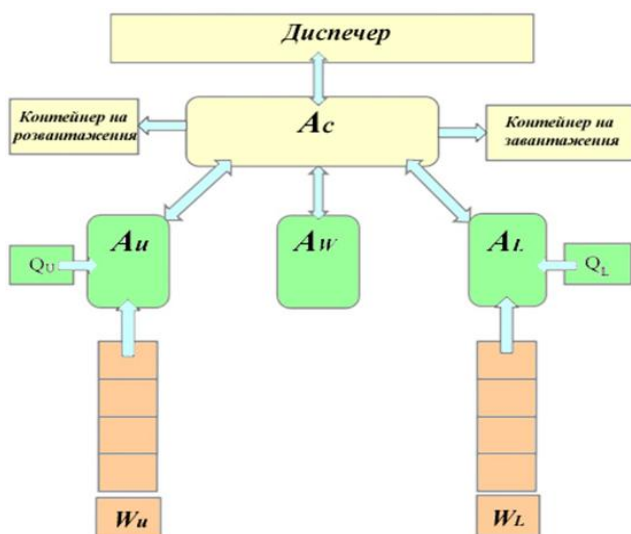 Диспечер
Контейнер на
розвантаження
Ac
Контейнер на
завантаження
Au
Aw
AL
QU
QL
Wu
WL